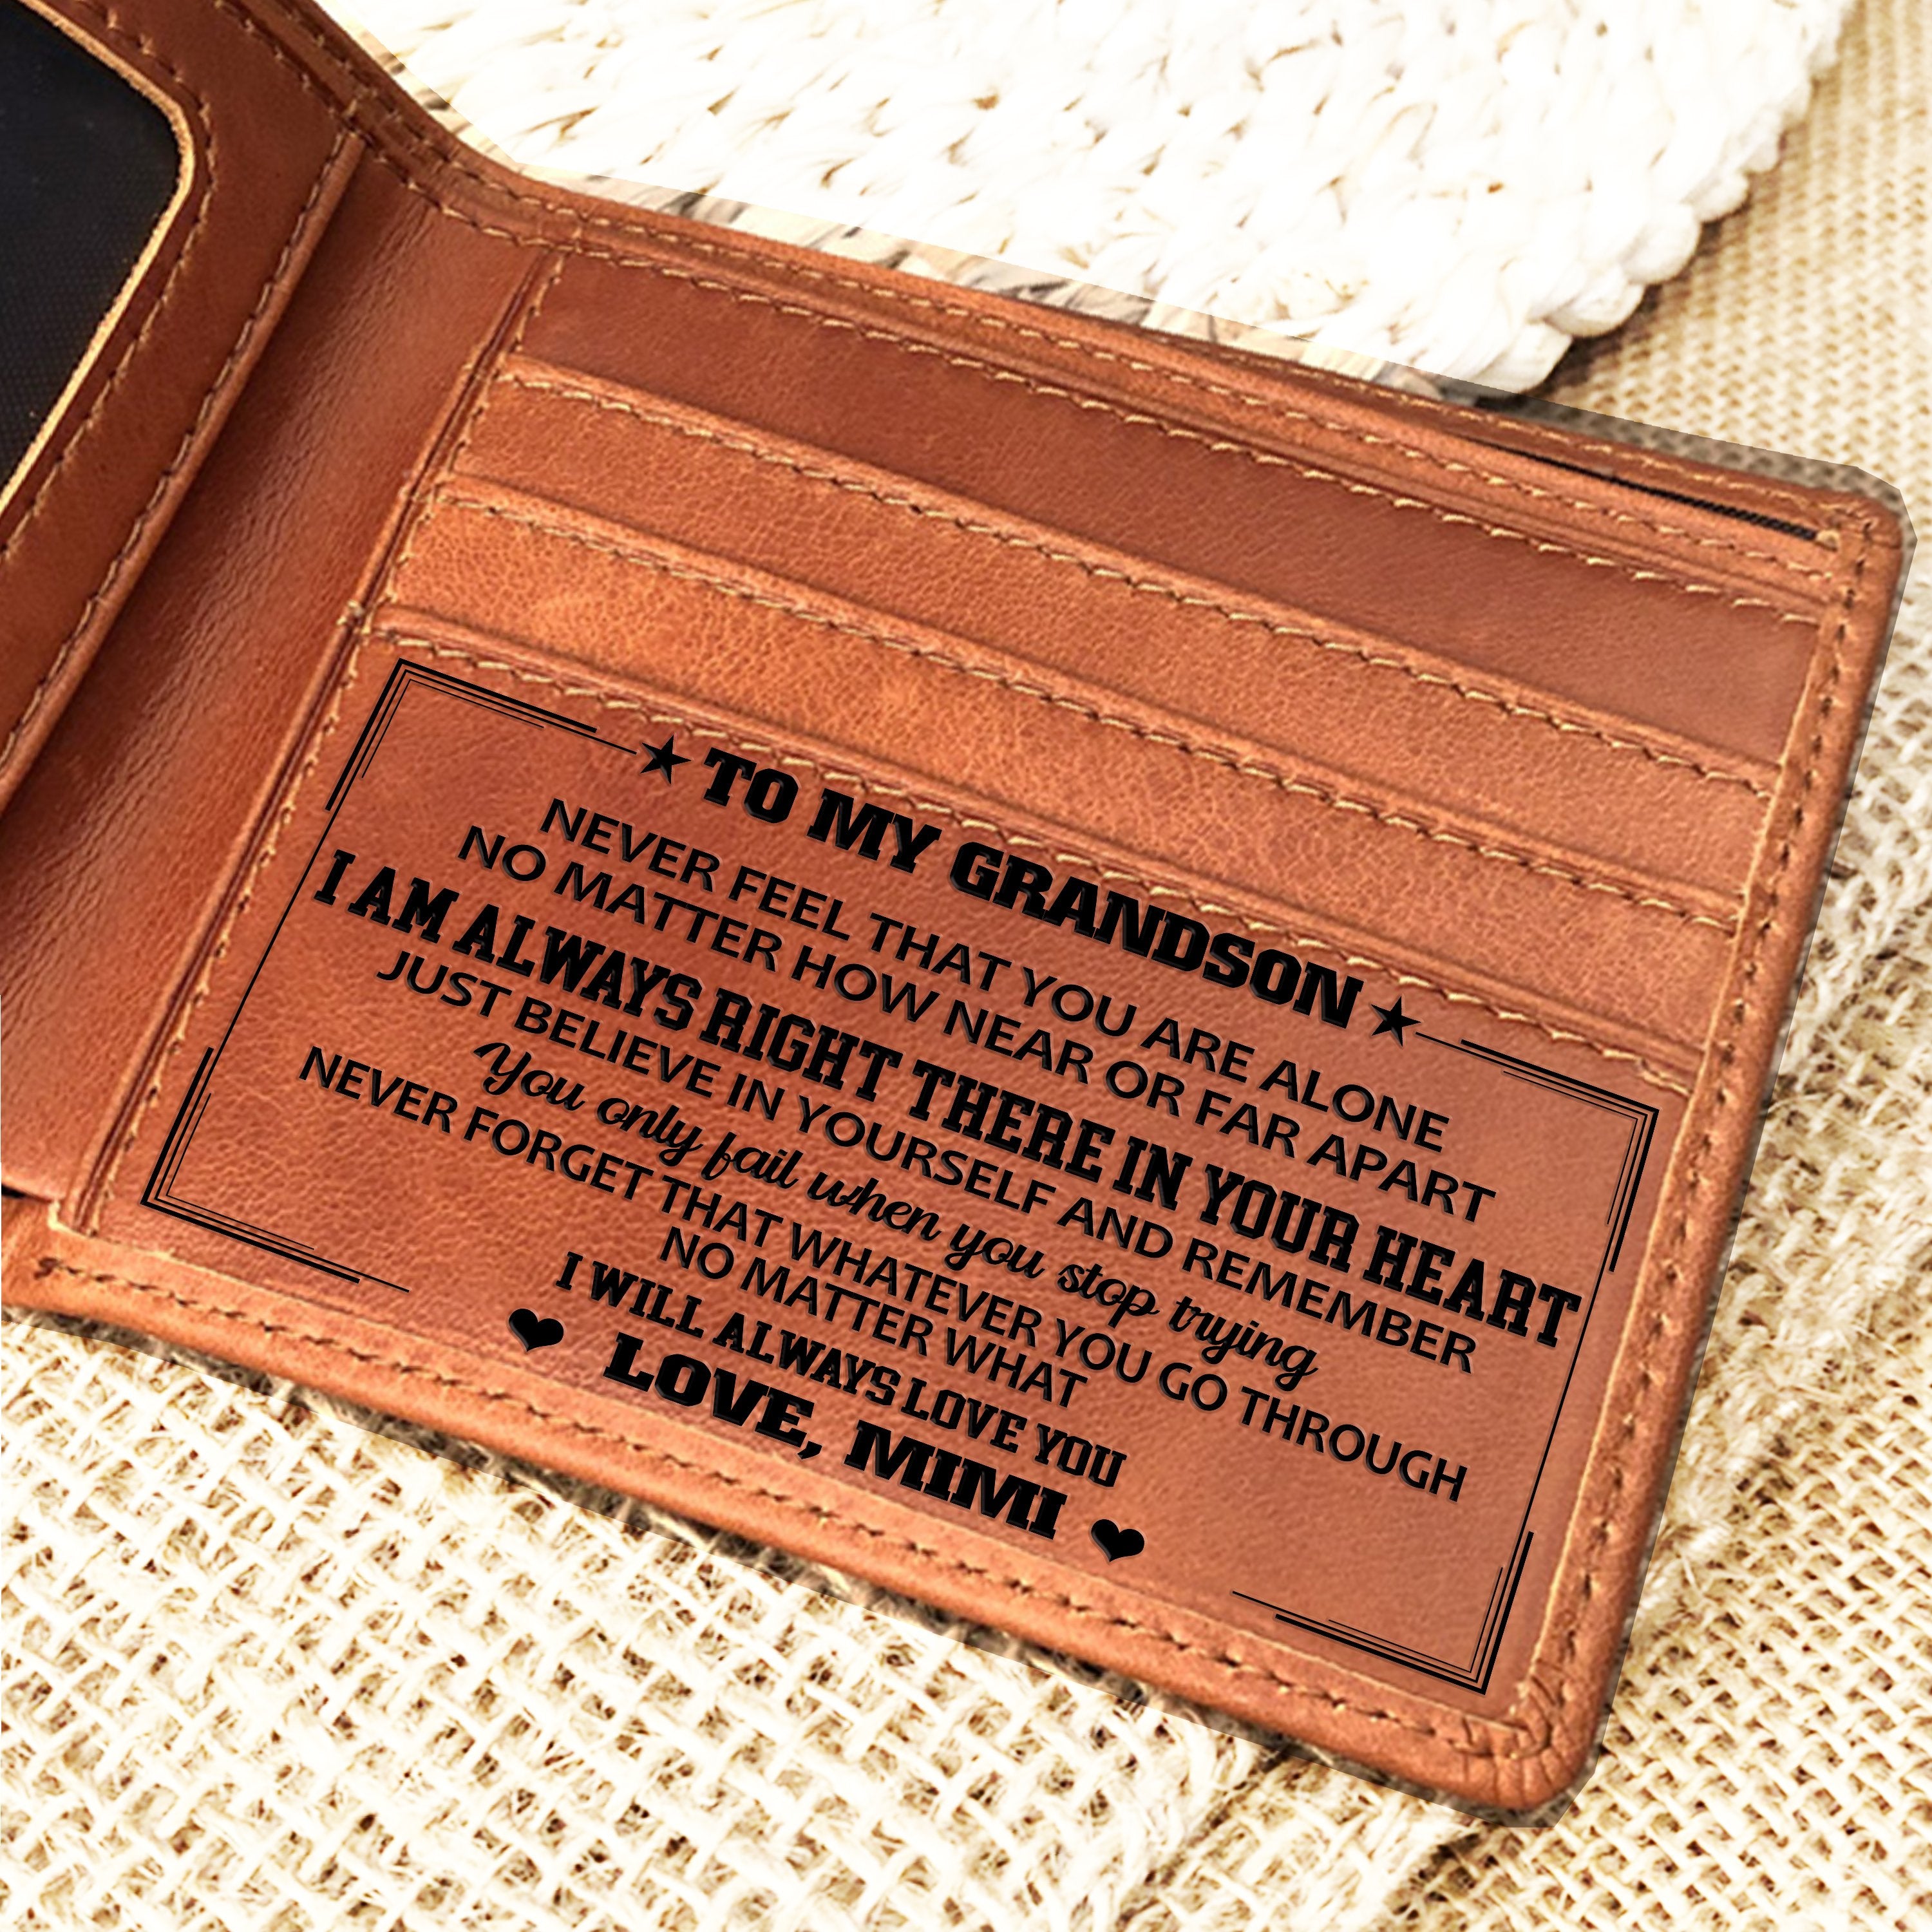 ★ TO MY GRANDSON ★
NEVER FEEL THAT YOU ARE ALONE
NO MATTER HOW NEAR OR FAR APART
I AM ALWAYS RIGHT THERE IN YOUR HEART
JUST BELIEVE IN YOURSELF AND REMEMBER
You only fail when you stop trying
NEVER FORGET THAT WHATEVER YOU GO THROUGH
NO MATTER WHAT
I WILL ALWAYS LOVE YOU
♥ LOVE, MIMI ♥